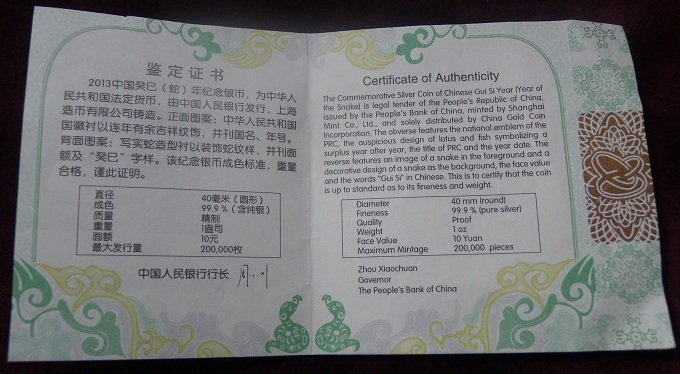 鉴定证书
2013中国癸巳（蛇）年纪念银币，为中华人
民共和国法定货币，由中国人民银行发行，上海
造币有限公司铸造。正面图案：中华人民共和国
国徽衬以连年有余吉祥纹饰，并刊国名、年号。
背面图案：写实蛇造型衬以装饰蛇纹样，并刊面
额及“癸巳”字样。该纪念银币成色标准，重量
合格，谨此证明。
直径 40毫米（圆形）
成色 99.9％（含纯银）
质量 精制
重量 1盎司
面额 10元
最大发行量 200,000枚
中国人民银行行长
Certificate of Authenticity
The Commemorative Silver Coin of Chinese Gui Si Year (Year of
the Snake) is legal tender of the People's Republic of China,
issued by the People's Bank of China, minted by Shanghai
Mint Co., Ltd., and solely distributed by China Gold Coin
Incorporation. The obverse features the national emblem of the
PRC, the auspicious design of lotus and fish symbolizing a
surplus year after year, the title of PRC and the year date. The
reverse features an image of a snake in the foreground and a
decorative design of a snake as the background, the face value
and the words "Gui Si" in Chinese. This is to certify that the coin
is up to standard as to its fineness and weight.
Diameter 40 mm (round)
Fineness 99.9 % (pure silver)
Quality Proof
Weight 1 oz
Face Value 10 Yuan
Maximum Mintage 200,000 pieces
Zhou Xiaochuan
Governor
The People's Bank of China